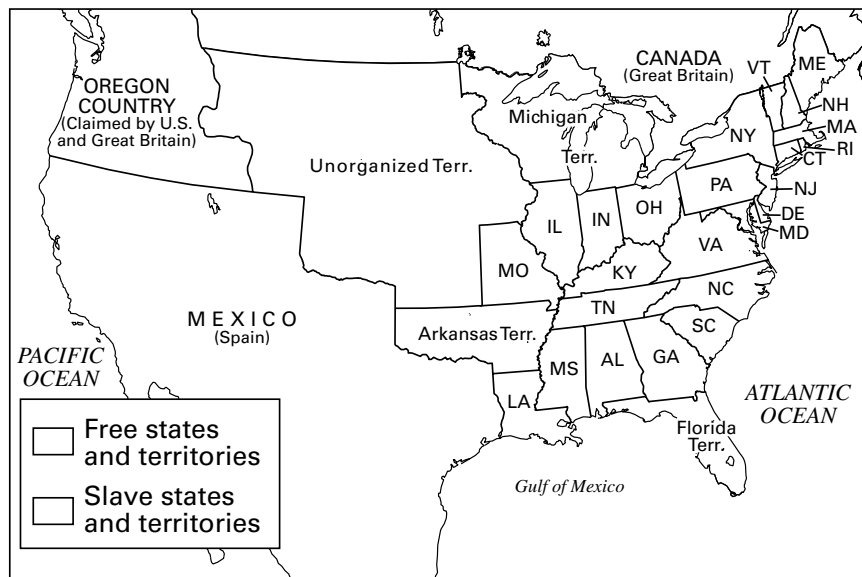 CANADA
(Great Britain)
VT
ME
OREGON
COUNTRY
(Claimed by U.S.
and Great Britain)
Michigan
Terr.
NH
MA
NY
RI
CT
Unorganized Terr.
PA
NJ
OH
IN
IL
DE
MD
VA
MO
KY
NC
TN
MEXICO
(Spain)
Arkansas Terr.
SC
MS
AL
GA
PACIFIC
OCEAN
LA
ATLANTIC
OCEAN
Florida
Terr.
Gulf of Mexico
Free states
and territories
Slave states
and territories